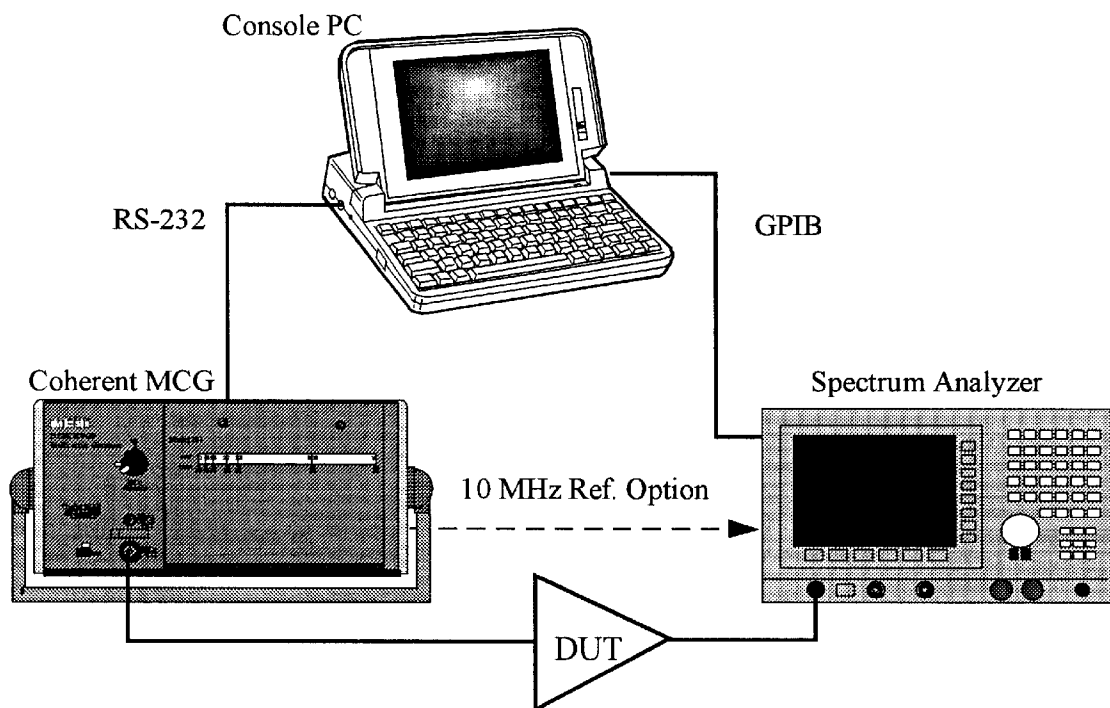 Console PC
RS-232
GPIB
Coherent MCG
Spectrum Analyzer
10 MHz Ref. Option
DUT